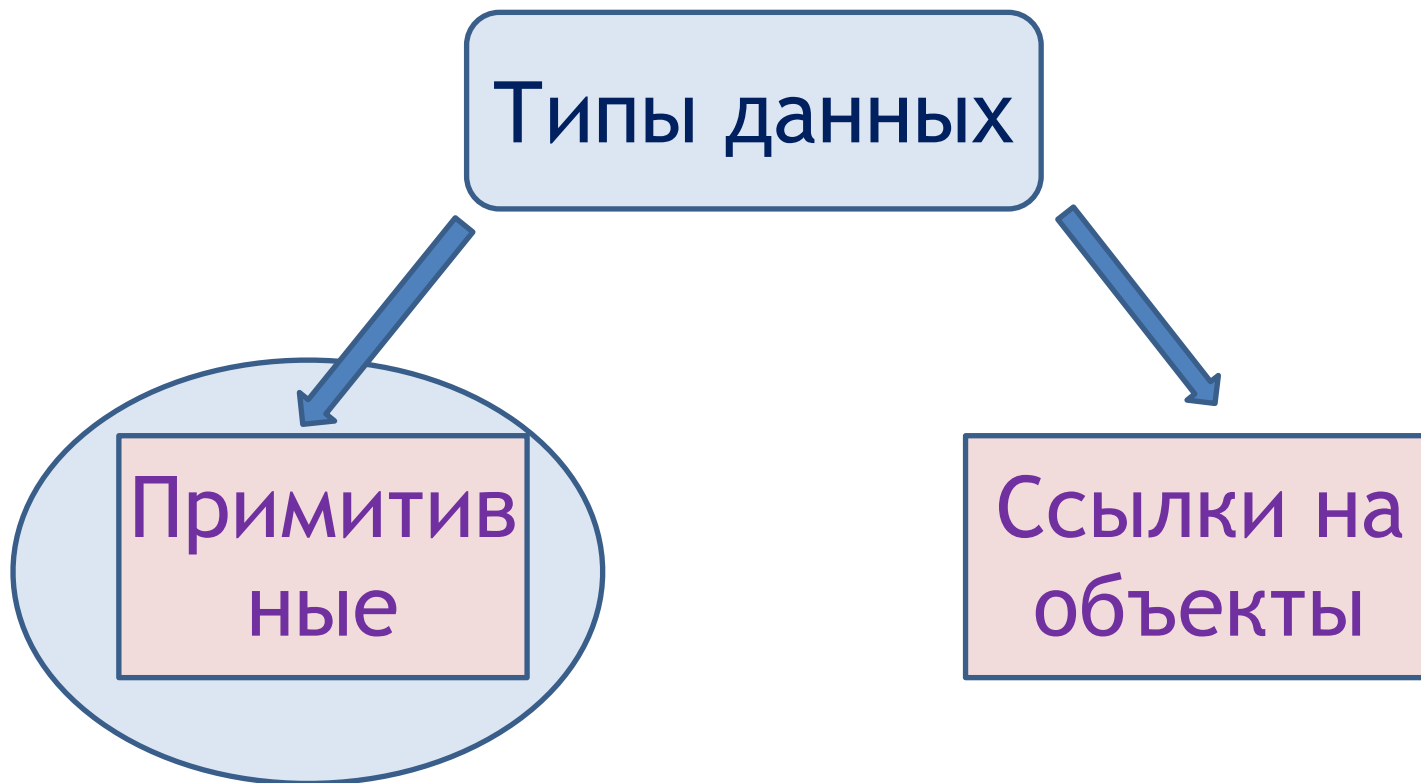 Типы данных
Примитив
ные
Ссылки на
объекты